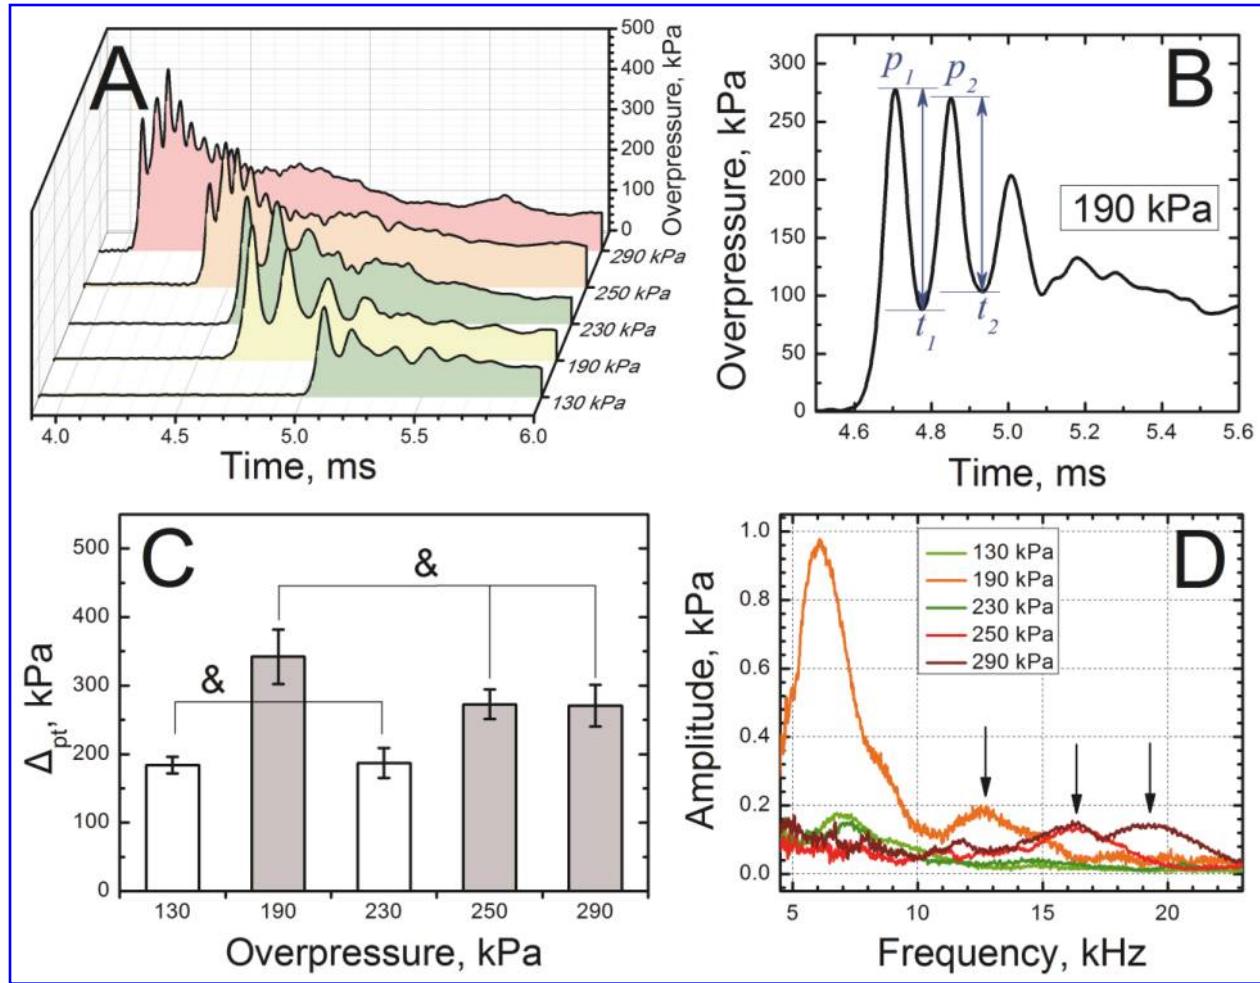 A
500
400
300
200
100
0
Overpressure, kPa
290 kPa
250 kPa
230 kPa
190 kPa
130 kPa
4.0 4.5 5.0 5.5 6.0
Time, ms
B
300
250
200
150
100
50
0
Overpressure, kPa
p1 p2
t1 t2
190 kPa
4.6 4.8 5.0 5.2 5.4 5.6
Time, ms
C
500
400
300
200
100
0
Δpt, kPa
&
&
130 190 230 250 290
Overpressure, kPa
D
1.0
0.8
0.6
0.4
0.2
0.0
Amplitude, kPa
130 kPa
190 kPa
230 kPa
250 kPa
290 kPa
5 10 15 20
Frequency, kHz